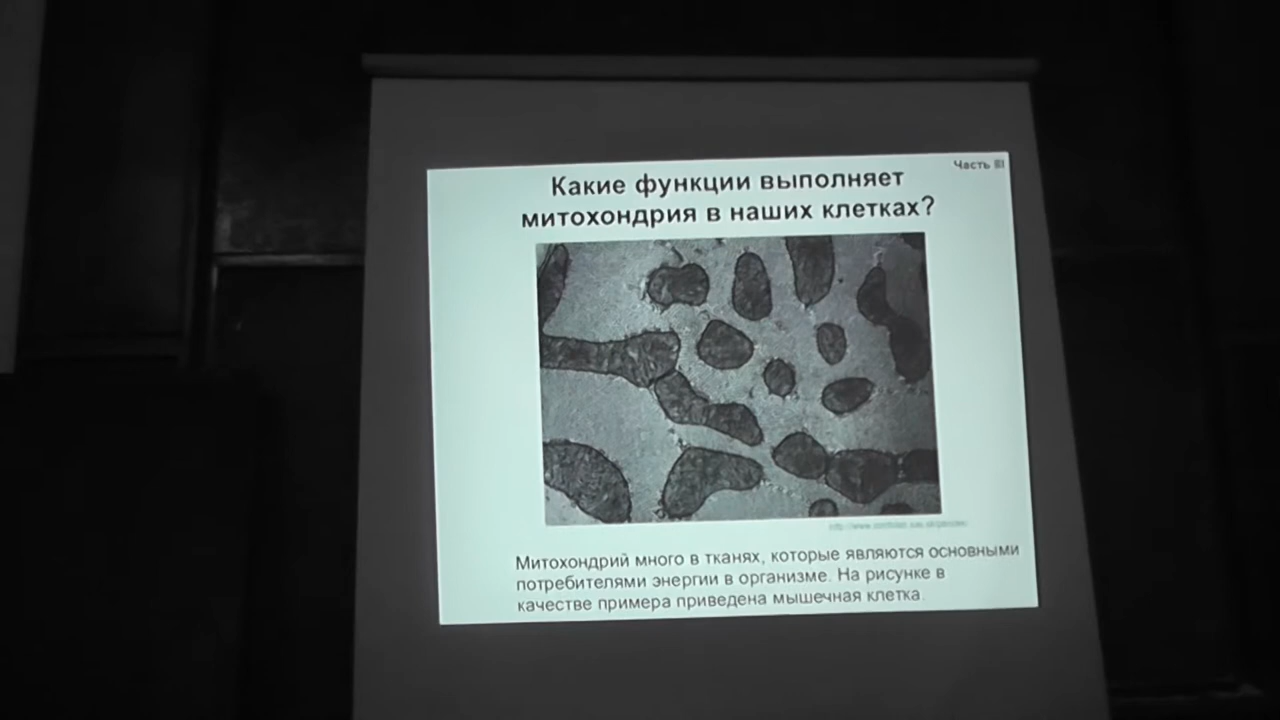 Часть III
Какие функции выполняет
митохондрия в наших клетках?
Митохондрий много в тканях, которые являются основными
потребителями энергии в организме. На рисунке в
качестве примера приведена мышечная клетка.